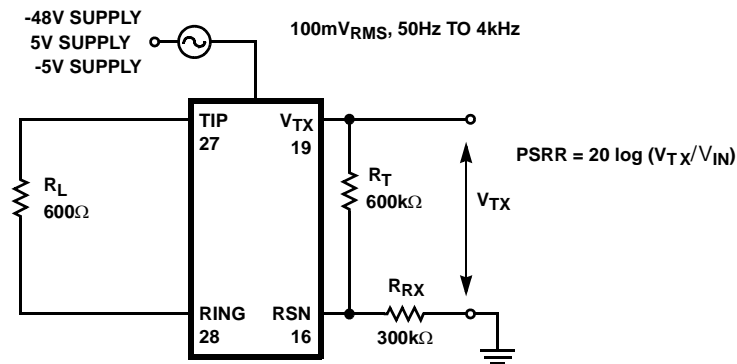 -48V SUPPLY
5V SUPPLY
-5V SUPPLY
100mVRMS, 50Hz TO 4kHz
TIP
27
VTX
19
PSRR = 20 log (VTX/VIN)
RL
600Ω
RT
600kΩ
VTX
RING
28
RSN
16
RRX
300kΩ